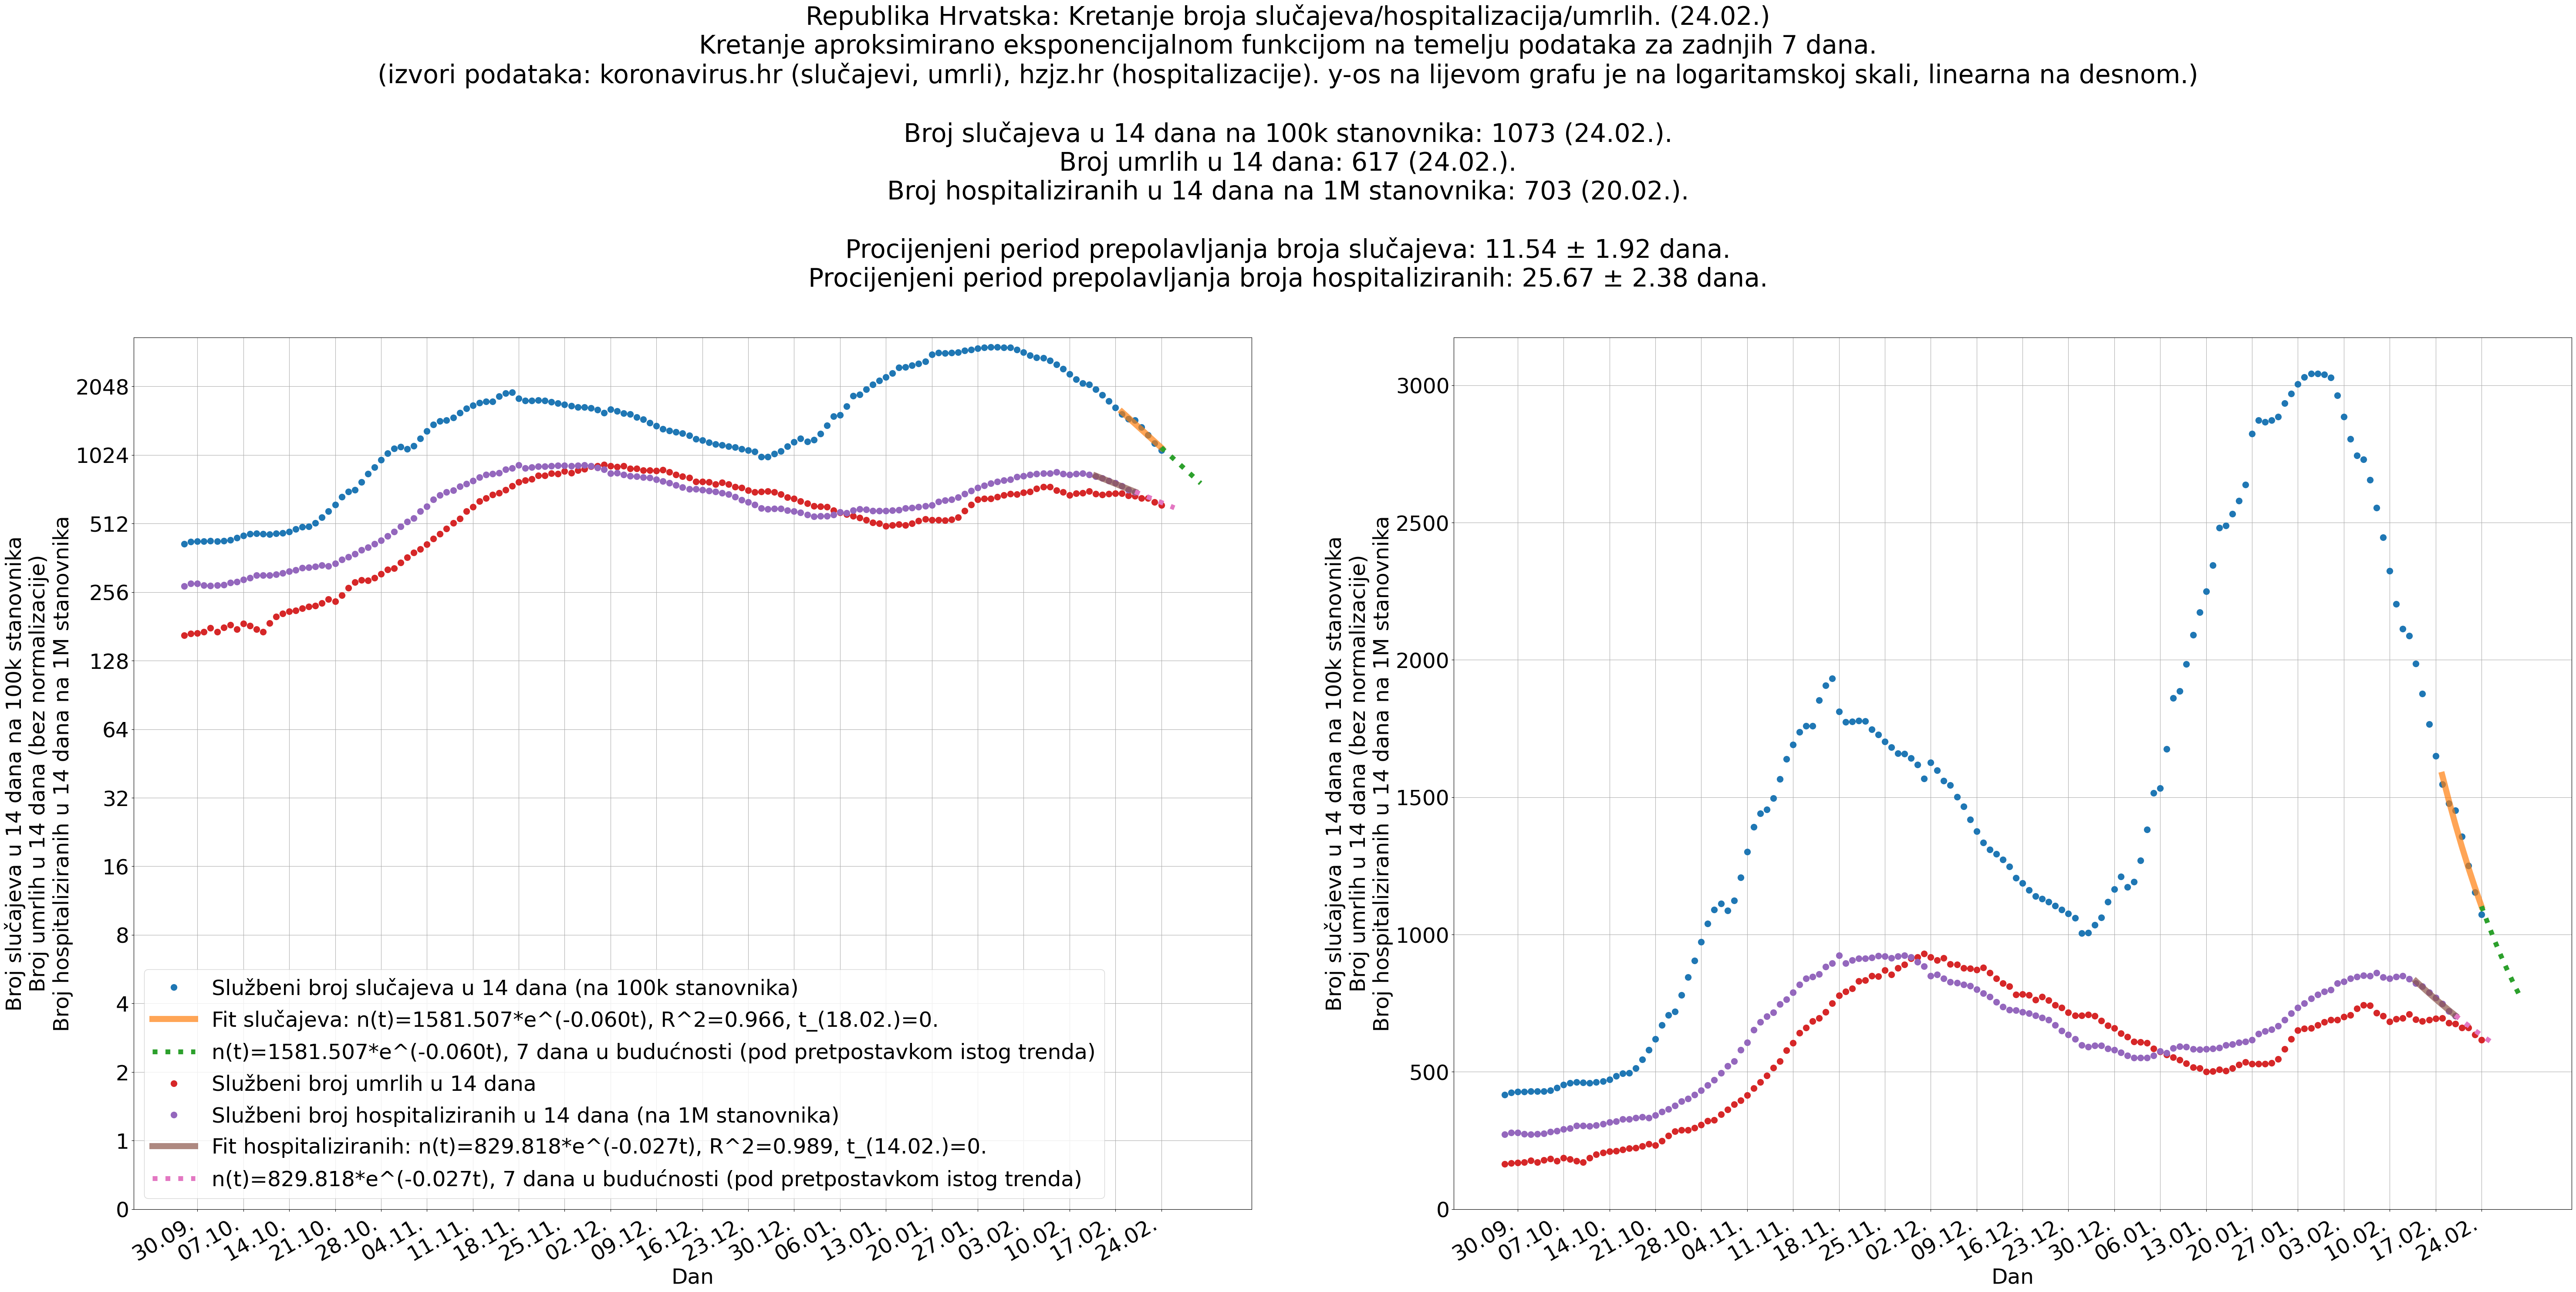 Republika Hrvatska: Kretanje broja slučajeva/hospitalizacija/umrlih. (24.02.)
Kretanje aproksimirano eksponencijalnom funkcijom na temelju podataka za zadnjih 7 dana.
(izvori podataka: koronavirus.hr (slučajevi, umrli), hzjz.hr (hospitalizacije). y-os na lijevom grafu je na logaritamskoj skali, linearna na desnom.)
Broj slučajeva u 14 dana na 100k stanovnika: 1073 (24.02.).
Broj umrlih u 14 dana: 617 (24.02.).
Broj hospitaliziranih u 14 dana na 1M stanovnika: 703 (20.02.).
Procijenjeni period prepolavljanja broja slučajeva: 11.54 ± 1.92 dana.
Procijenjeni period prepolavljanja broja hospitaliziranih: 25.67 ± 2.38 dana.
Broj slučajeva u 14 dana na 100k stanovnika
Broj umrlih u 14 dana (bez normalizacije)
Broj hospitaliziranih u 14 dana na 1M stanovnika
2048
1024
512
256
128
64
32
16
8
4
2
1
0
Službeni broj slučajeva u 14 dana (na 100k stanovnika)
Fit slučajeva: n(t)=1581.507*e^(-0.060t), R^2=0.966, t_(18.02.)=0.
n(t)=1581.507*e^(-0.060t), 7 dana u budućnosti (pod pretpostavkom istog trenda)
Službeni broj umrlih u 14 dana
Službeni broj hospitaliziranih u 14 dana (na 1M stanovnika)
Fit hospitaliziranih: n(t)=829.818*e^(-0.027t), R^2=0.989, t_(14.02.)=0.
n(t)=829.818*e^(-0.027t), 7 dana u budućnosti (pod pretpostavkom istog trenda)
30.09. 07.10. 14.10. 21.10. 28.10. 04.11. 11.11. 18.11. 25.11. 02.12. 09.12. 16.12. 23.12. 30.12. 06.01. 13.01. 20.01. 27.01. 03.02. 10.02. 17.02. 24.02.
Dan
Broj slučajeva u 14 dana na 100k stanovnika
Broj umrlih u 14 dana (bez normalizacije)
Broj hospitaliziranih u 14 dana na 1M stanovnika
3000
2500
2000
1500
1000
500
0
30.09. 07.10. 14.10. 21.10. 28.10. 04.11. 11.11. 18.11. 25.11. 02.12. 09.12. 16.12. 23.12. 30.12. 06.01. 13.01. 20.01. 27.01. 03.02. 10.02. 17.02. 24.02.
Dan